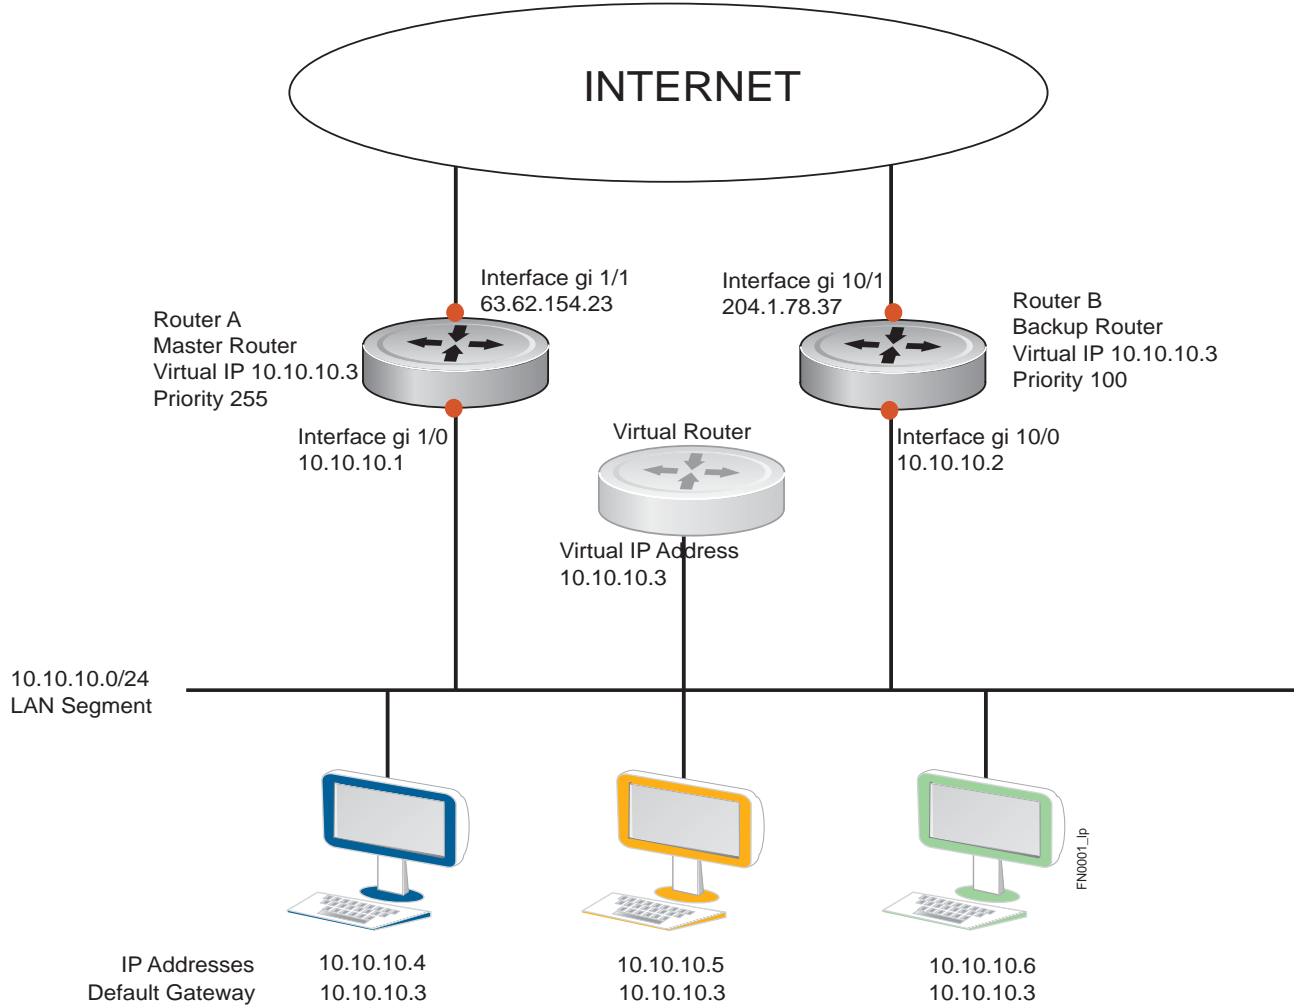 INTERNET
Interface gi 1/1
63.62.154.23
Interface gi 10/1
204.1.78.37
Router A
Master Router
Virtual IP 10.10.10.3
Priority 255
Router B
Backup Router
Virtual IP 10.10.10.3
Priority 100
Interface gi 1/0
10.10.10.1
Virtual Router
Interface gi 10/0
10.10.10.2
Virtual IP Address
10.10.10.3
10.10.10.0/24
LAN Segment
FN0001_lp
IP Addresses 10.10.10.4 10.10.10.5 10.10.10.6
Default Gateway 10.10.10.3 10.10.10.3 10.10.10.3